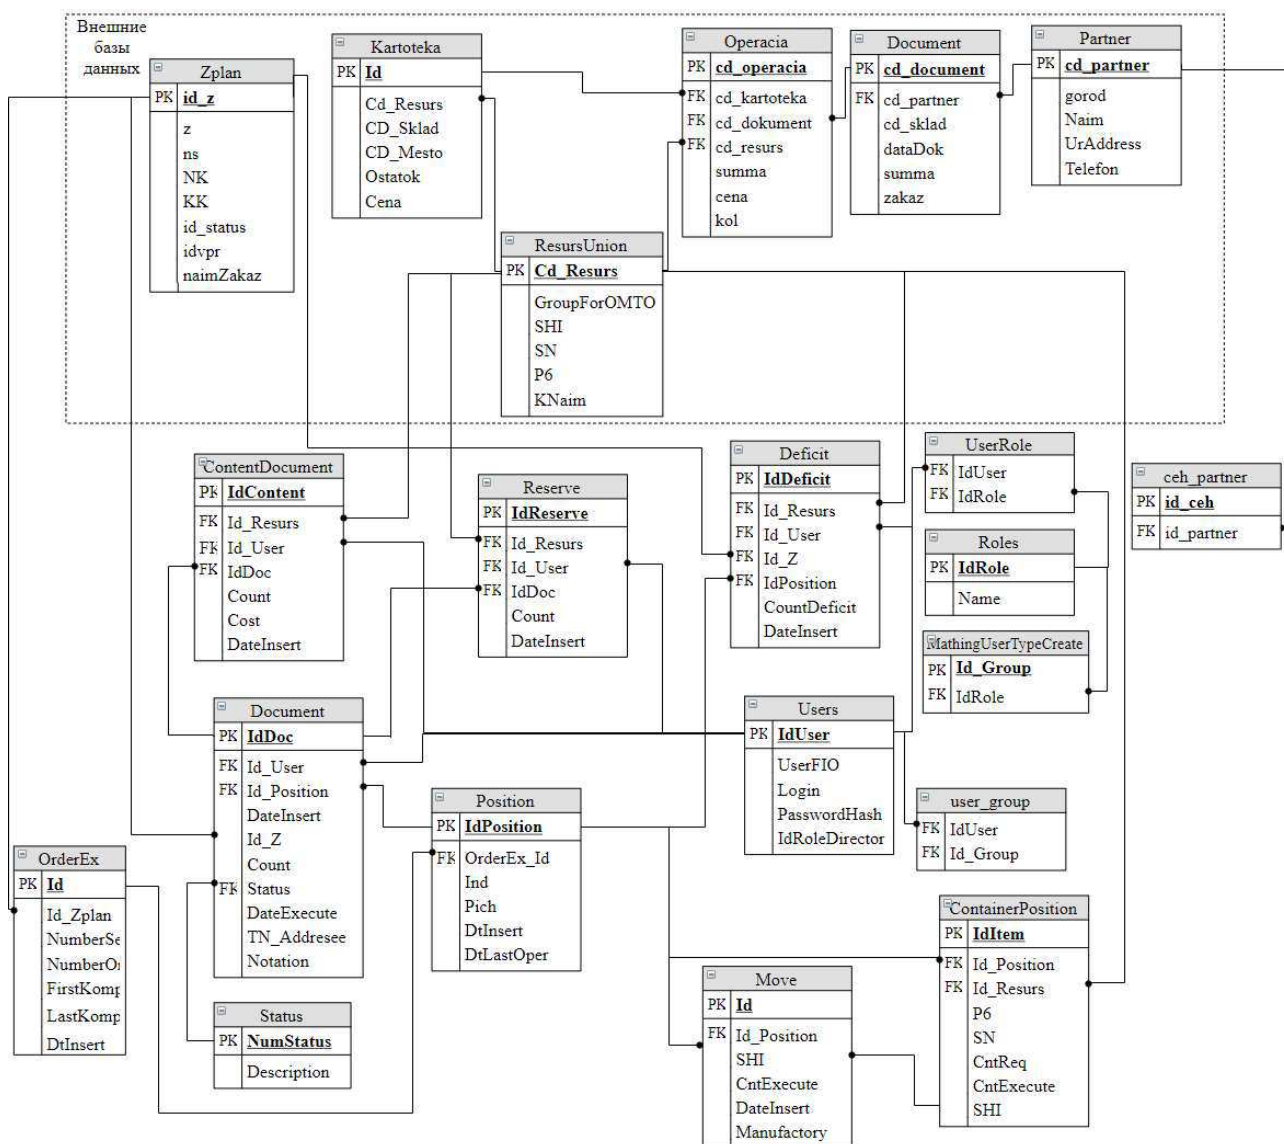 Внешние
базы
данных
Zplan
PK id_z
z
ns
NK
KK
id_status
idvpr
naimZakaz
Kartoteka
PK Id
Cd_Resurs
CD_Sklad
CD_Mesto
Ostatok
Cena
Operacia
PK cd_operacia
FK cd_kartoteka
FK cd_dokument
FK cd_resurs
summa
cena
kol
Document
PK cd_document
FK cd_partner
cd_sklad
dataDok
summa
zakaz
Partner
PK cd_partner
gorod
Naim
UrAddress
Telefon
ResursUnion
PK Cd_Resurs
GroupForOMTO
SHI
SN
P6
KNaim
ContentDocument
PK IdContent
FK Id_Resurs
FK Id_User
FK IdDoc
Count
Cost
DateInsert
Reserve
PK IdReserve
FK Id_Resurs
FK Id_User
FK IdDoc
Count
DateInsert
Deficit
PK IdDeficit
FK Id_Resurs
FK Id_User
FK Id_Z
FK IdPosition
CountDeficit
DateInsert
UserRole
FK IdUser
FK IdRole
Roles
PK IdRole
Name
MathingUserTypeCreate
PK Id_Group
FK IdRole
ceh_partner
PK id_ceh
FK id_partner
Document
PK IdDoc
FK Id_User
FK Id_Position
DateInsert
Id_Z
Count
FK Status
DateExecute
TN_Addresee
Notation
Users
PK IdUser
UserFIO
Login
PasswordHash
IdRoleDirector
user_group
FK IdUser
FK Id_Group
Position
PK IdPosition
FK OrderEx_Id
Ind
Pich
DtInsert
DtLastOper
OrderEx
PK Id
Id_Zplan
NumberSe
NumberO
FirstKomp
LastKomp
DtInsert
Status
PK NumStatus
Description
Move
PK Id
FK Id_Position
SHI
CntExecute
DateInsert
Manufactory
ContainerPosition
PK IdItem
FK Id_Position
FK Id_Resurs
P6
SN
CntReq
CntExecute
SHI